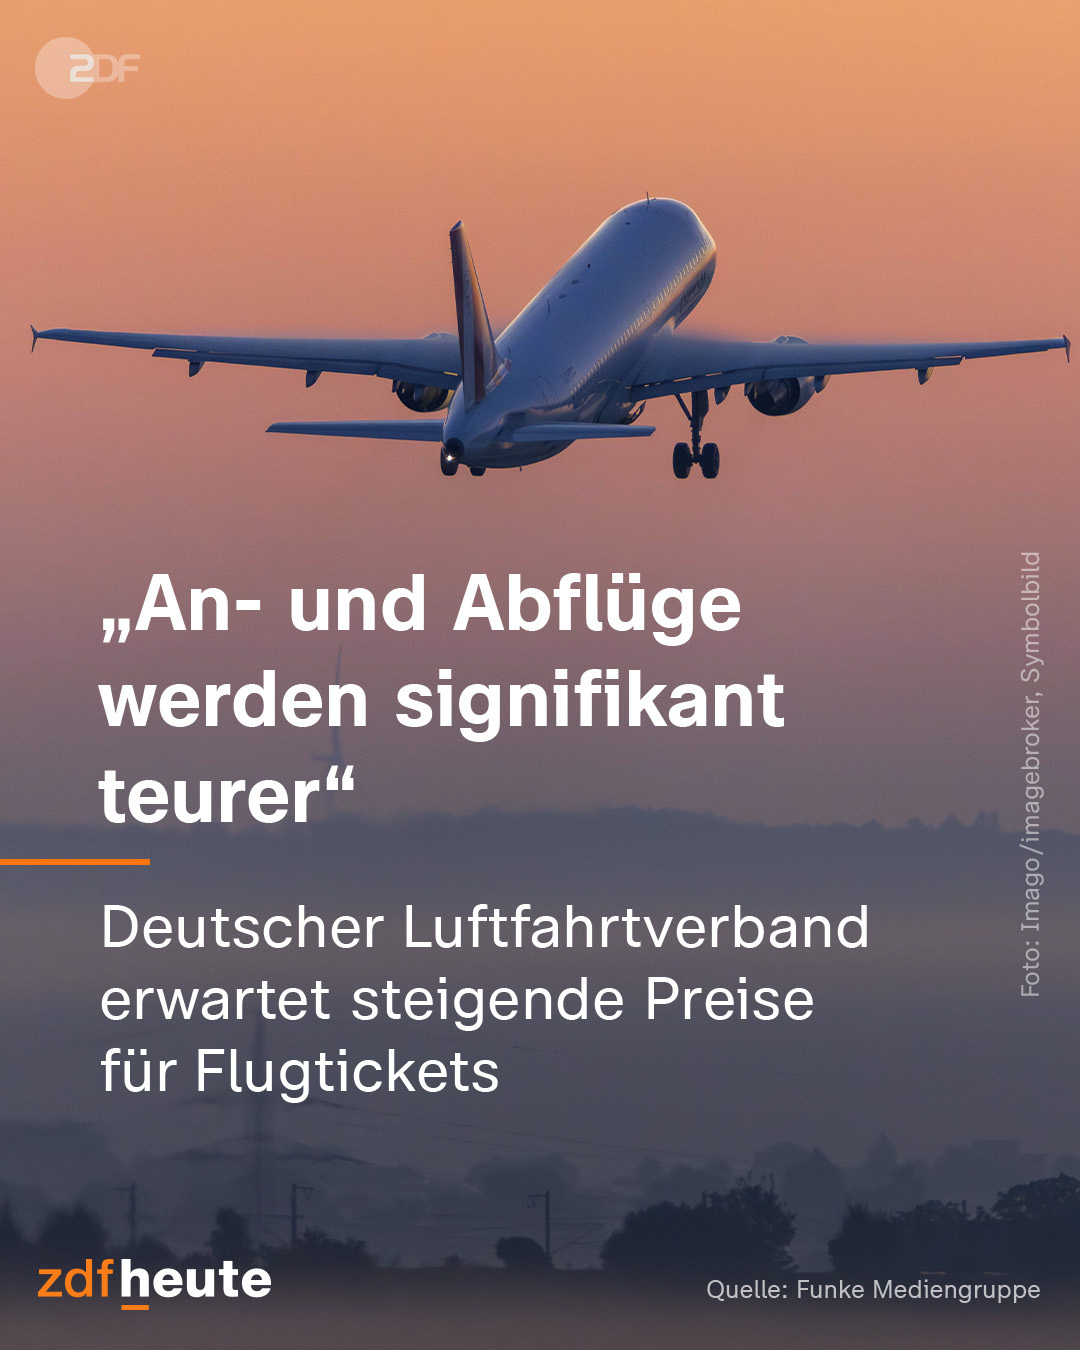 ZDF
„An- und Abflüge
werden signifikant
teurer“
Deutscher Luftfahrtverband
erwartet steigende Preise
für Flugtickets
Foto: Imago/imagebroker, Symbolbild
zdfheute
Quelle: Funke Mediengruppe